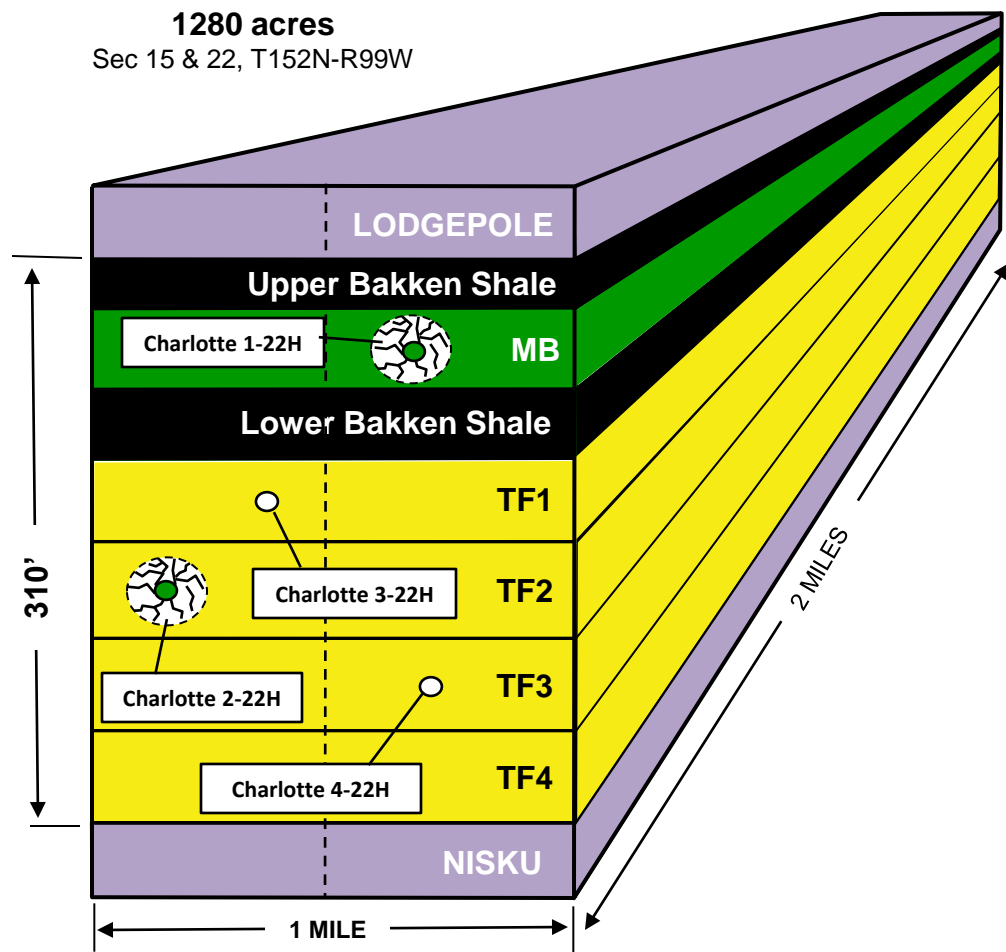 1280 acres
Sec 15 & 22, T152N-R99W
LODGEPOLE
Upper Bakken Shale
Charlotte 1-22H
MB
Lower Bakken Shale
TF1
310’
Charlotte 3-22H
TF2
2 MILES
Charlotte 2-22H
TF3
Charlotte 4-22H
TF4
NISKU
1 MILE